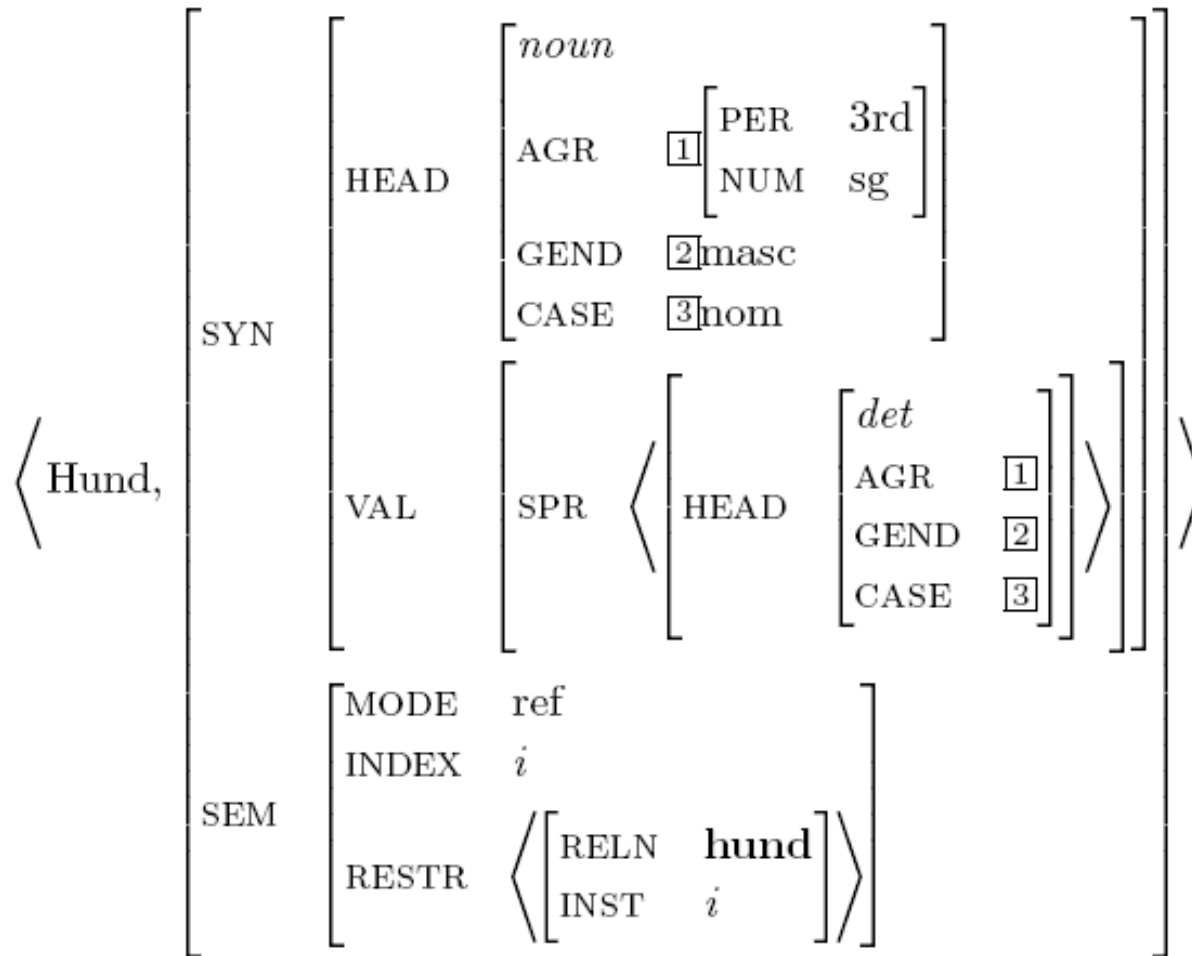 noun
PER 3rd
AGR 1
NUM sg
HEAD
GEND 2 masc
CASE 3 nom
SYN
det
AGR 1
Hund,
VAL SPR HEAD
GEND 2
CASE 3
MODE ref
INDEX i
SEM
RELN hund
RESTR
INST i